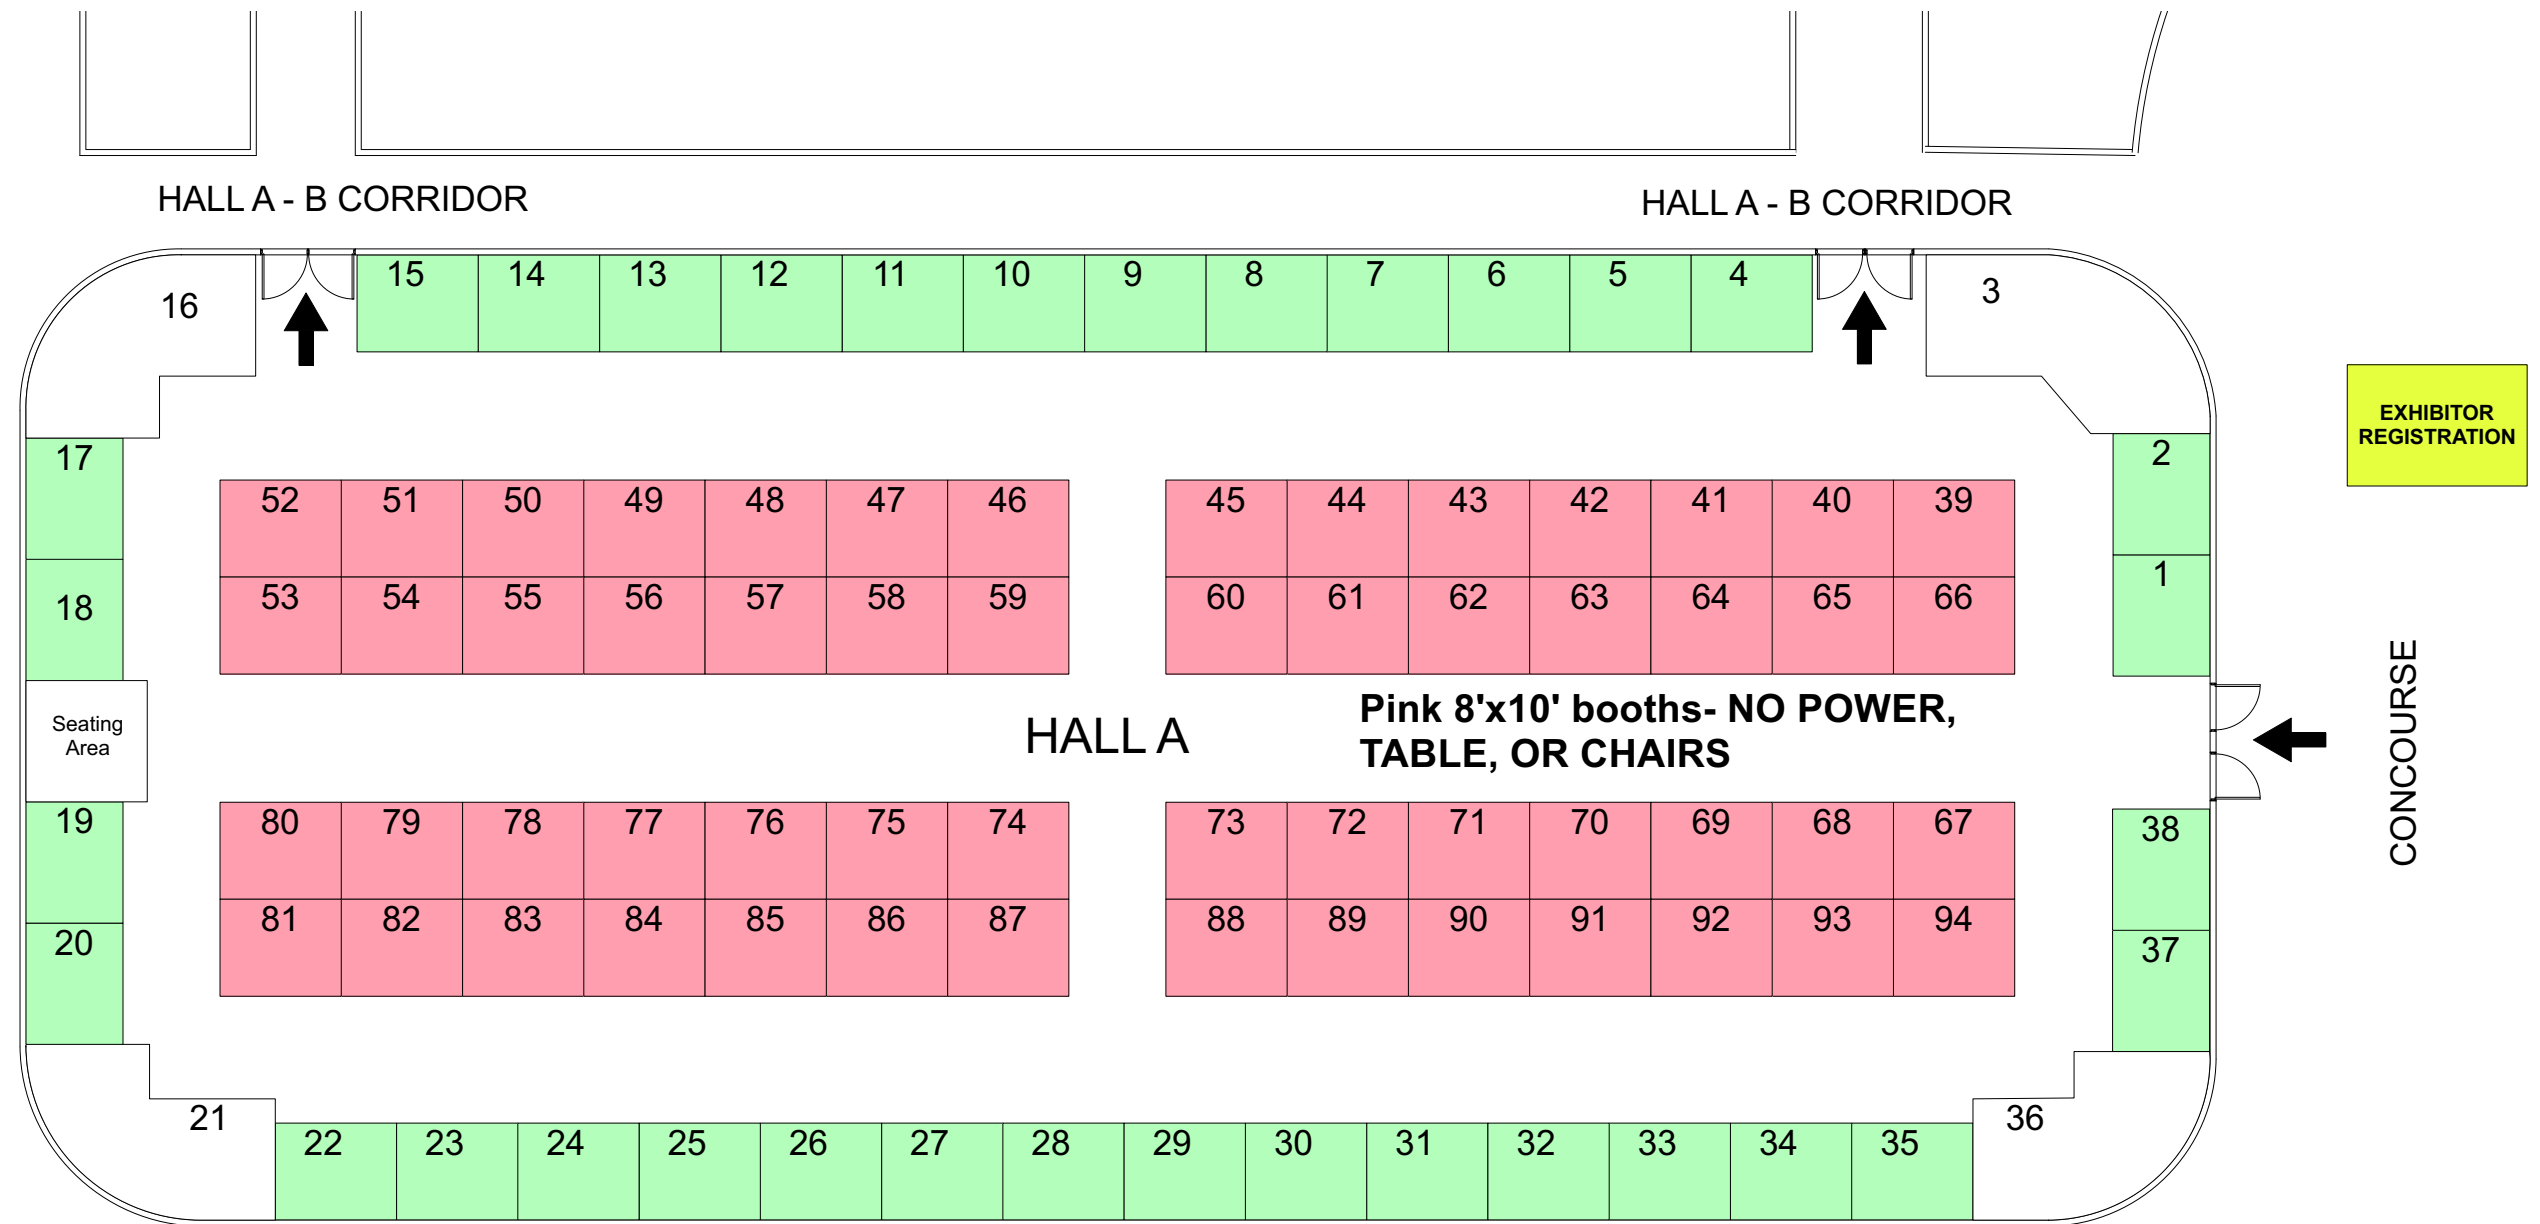 HALL A - B CORRIDOR
HALL A - B CORRIDOR
15 14 13 12 11 10 9 8 7 6 5 4
16
3
EXHIBITOR
REGISTRATION
17
2
52 51 50 49 48 47 46
45 44 43 42 41 40 39
1
53 54 55 56 57 58 59
60 61 62 63 64 65 66
18
Seating
Area
HALL A
Pink 8'x10' booths- NO POWER,
TABLE, OR CHAIRS
CONCOURSE
19
80 79 78 77 76 75 74
73 72 71 70 69 68 67
38
81 82 83 84 85 86 87
88 89 90 91 92 93 94
20
37
21
36
22 23 24 25 26 27 28 29 30 31 32 33 34 35